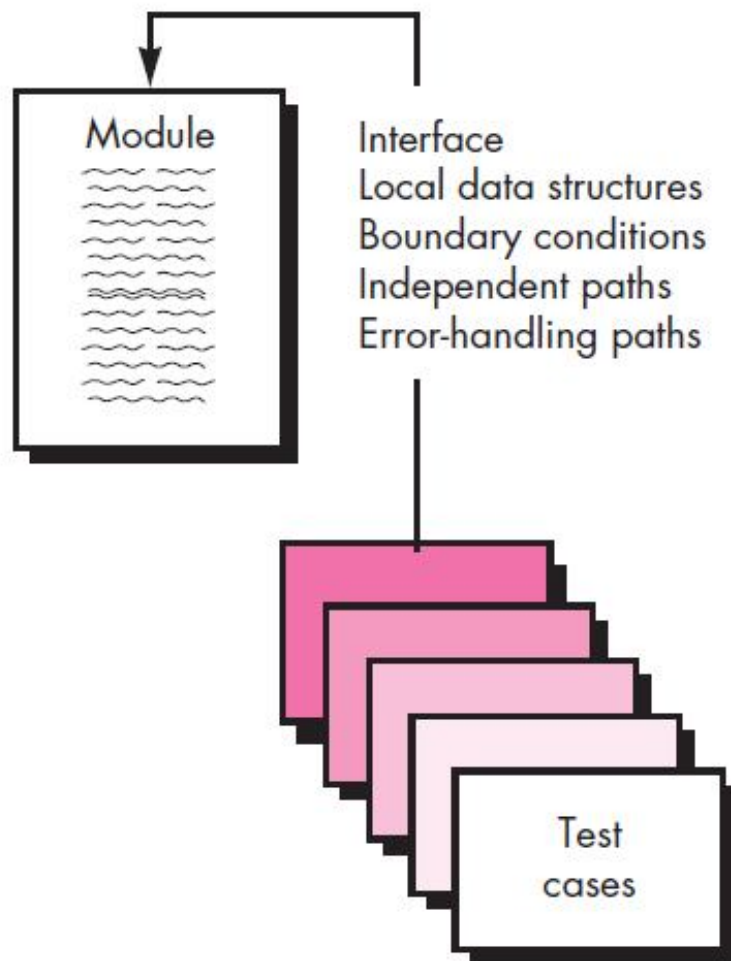 Module
Interface
Local data structures
Boundary conditions
Independent paths
Error-handling paths
Test
cases